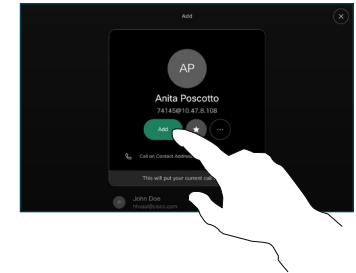 Add
AP
Anita Poscotto
74145@10.47.8.108
Add
Call on Contact Address
This will put your current call
John Doe